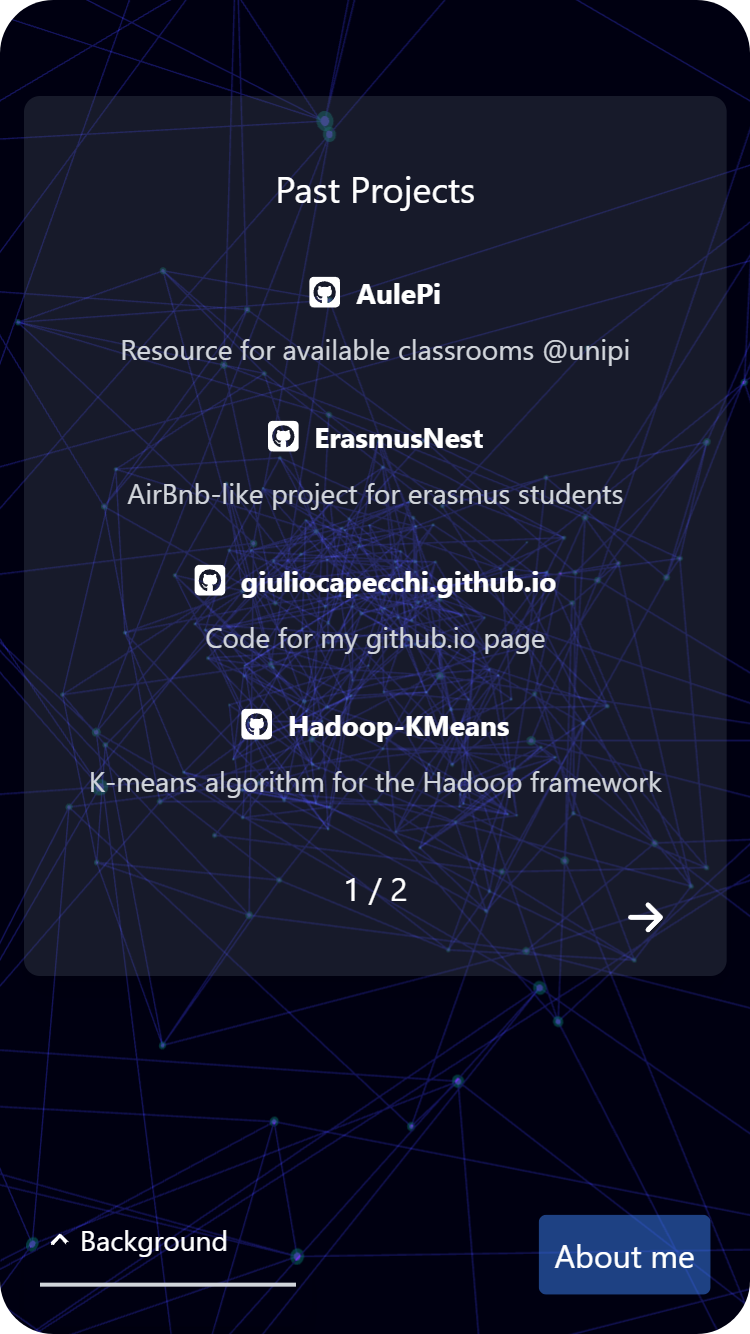 Past Projects
AulePi
Resource for available classrooms @unipi
ErasmusNest
AirBnb-like project for erasmus students
giuliocapecchi.github.io
Code for my github.io page
Hadoop-KMeans
K-means algorithm for the Hadoop framework
1 / 2
Background
About me